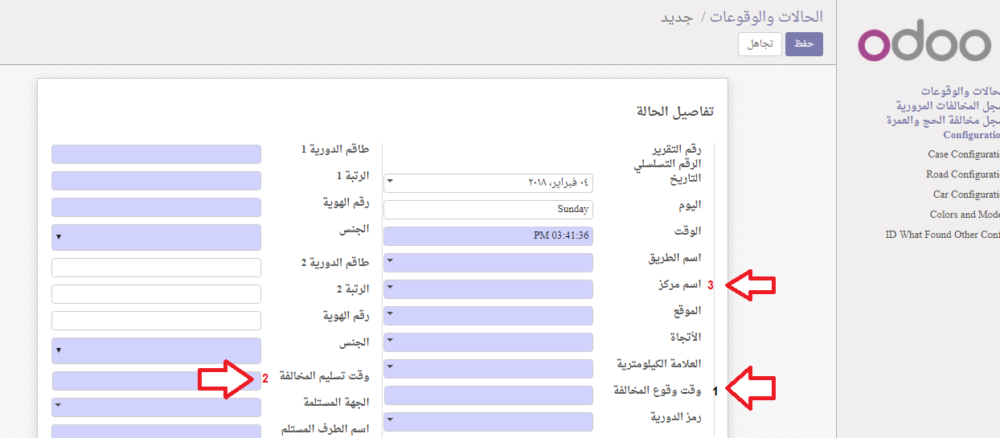 odoo
الحالات والوقوعات / جديد
حفظ
تجاهل
حالات والوقوعات
جل المخالفات المرورية
جل مخالفة الحج والعمرة
Configuratio
Case Configurati
Road Configurati
Car Configurati
Colors and Mode
ID What Found Other Conf
تفاصيل الحالة
رقم التقرير
الرقم التسلسلي
التاريخ
٠٤ فبراير، ٢٠١٨
اليوم
Sunday
الوقت
PM 03:41:36
اسم الطريق
اسم مركز
3
الموقع
الأتجاة
العلامة الكيلومترية
وقت وقوع المخالفة
1
رمز الدورية
طاقم الدورية 1
الرتبة 1
رقم الهوية
الجنس
طاقم الدورية 2
الرتبة 2
رقم الهوية
الجنس
وقت تسليم المخالفة
2
الجهة المستلمة
اسم الطرف المستلم